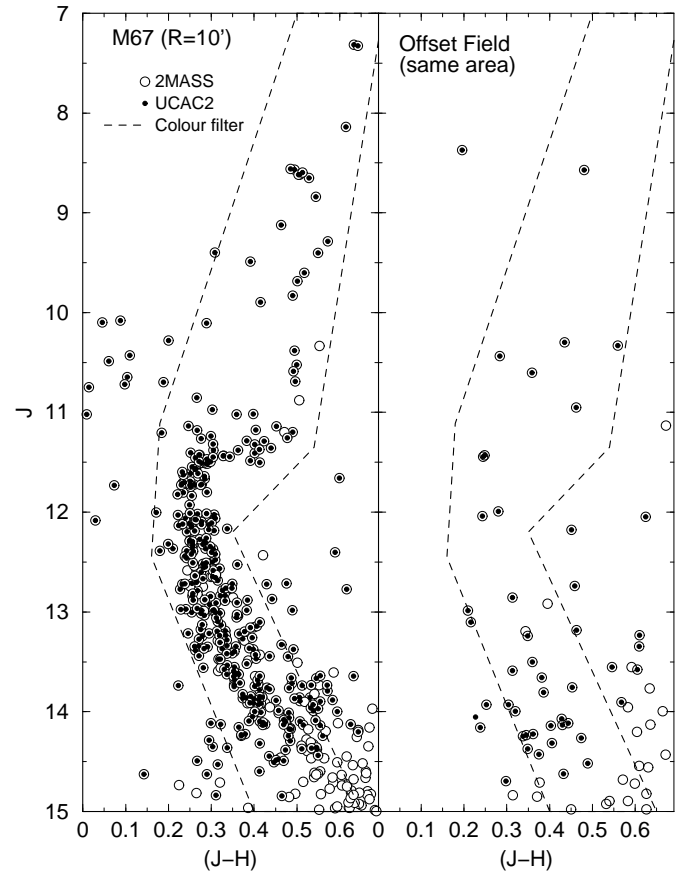 M67 (R=10')
2MASS
UCAC2
Colour filter
Offset Field
(same area)
J
7
8
9
10
11
12
13
14
15
0 0.1 0.2 0.3 0.4 0.5 0.6 0 0.1 0.2 0.3 0.4 0.5 0.6
(J−H) (J−H)